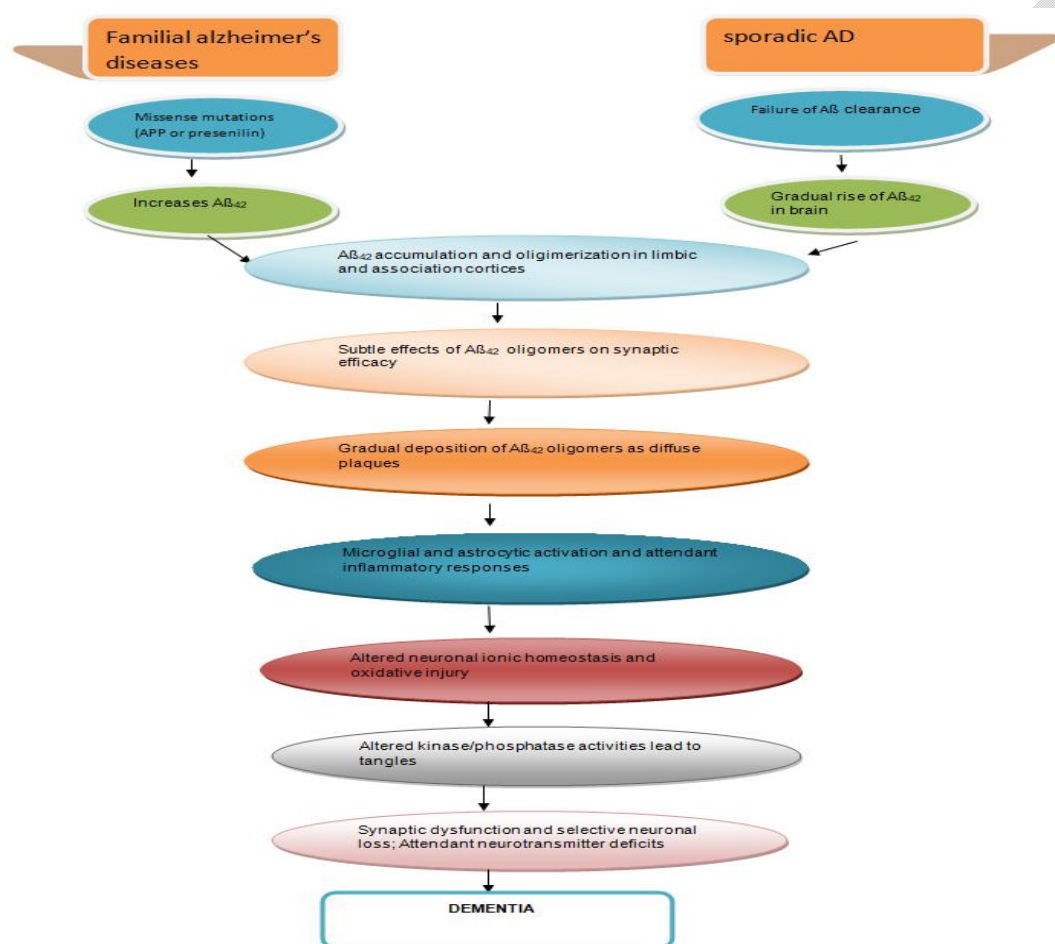 Familial alzheimer's
diseases
sporadic AD
Missense mutations
(APP or presenilin)
Failure of Aß clearance
Increases Aß₄₂
Gradual rise of Aß₄₂
in brain
Aß₄₂ accumulation and oligimerization in limbic
and association cortices
Subtle effects of Aß₄₂ oligomers on synaptic
efficacy
Gradual deposition of Aß₄₂ oligomers as diffuse
plaques
Microglial and astrocytic activation and attendant
inflammatory responses
Altered neuronal ionic homeostasis and
oxidative injury
Altered kinase/phosphatase activities lead to
tangles
Synaptic dysfunction and selective neuronal
loss; Attendant neurotransmitter deficits
DEMENTIA